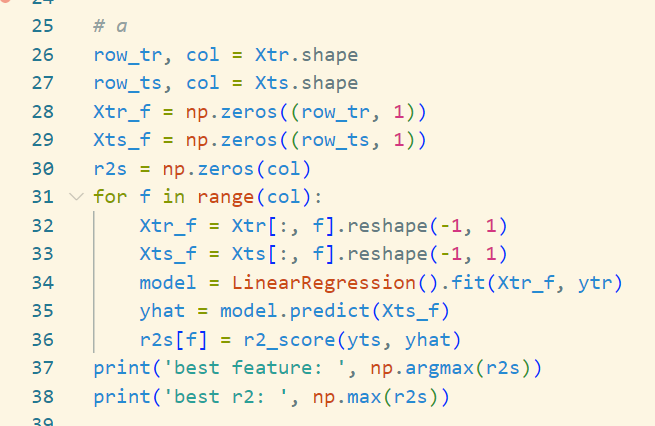 25 # a
26 row_tr, col = Xtr.shape
27 row_ts, col = Xts.shape
28 Xtr_f = np.zeros((row_tr, 1))
29 Xts_f = np.zeros((row_ts, 1))
30 r2s = np.zeros(col)
31 for f in range(col):
32     Xtr_f = Xtr[:, f].reshape(-1, 1)
33     Xts_f = Xts[:, f].reshape(-1, 1)
34     model = LinearRegression().fit(Xtr_f, ytr)
35     yhat = model.predict(Xts_f)
36     r2s[f] = r2_score(yts, yhat)
37 print('best feature: ', np.argmax(r2s))
38 print('best r2: ', np.max(r2s))